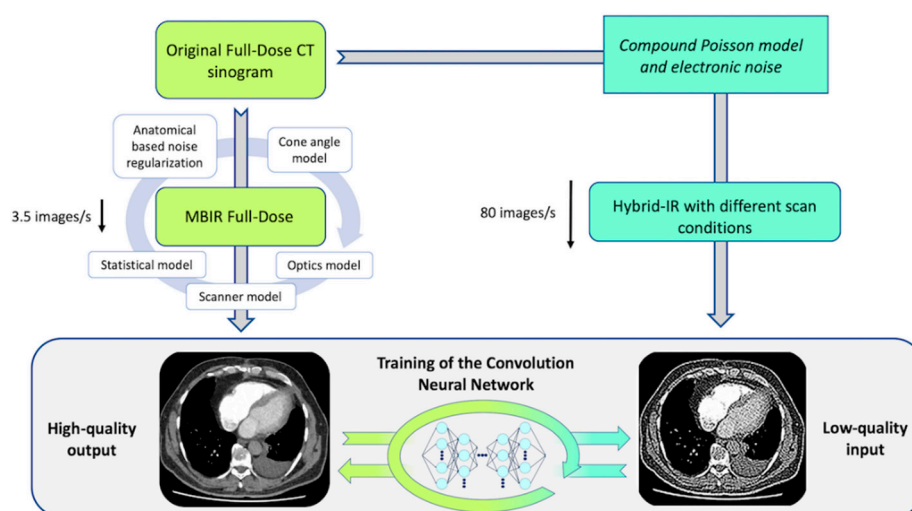 Original Full-Dose CT
sinogram
Compound Poisson model
and electronic noise
Anatomical
based noise
regularization
Cone angle
model
3.5 images/s
MBIR Full-Dose
80 images/s
Hybrid-IR with different scan
conditions
Statistical model
Optics model
Scanner model
Training of the Convolution
Neural Network
High-quality
output
Low-quality
input